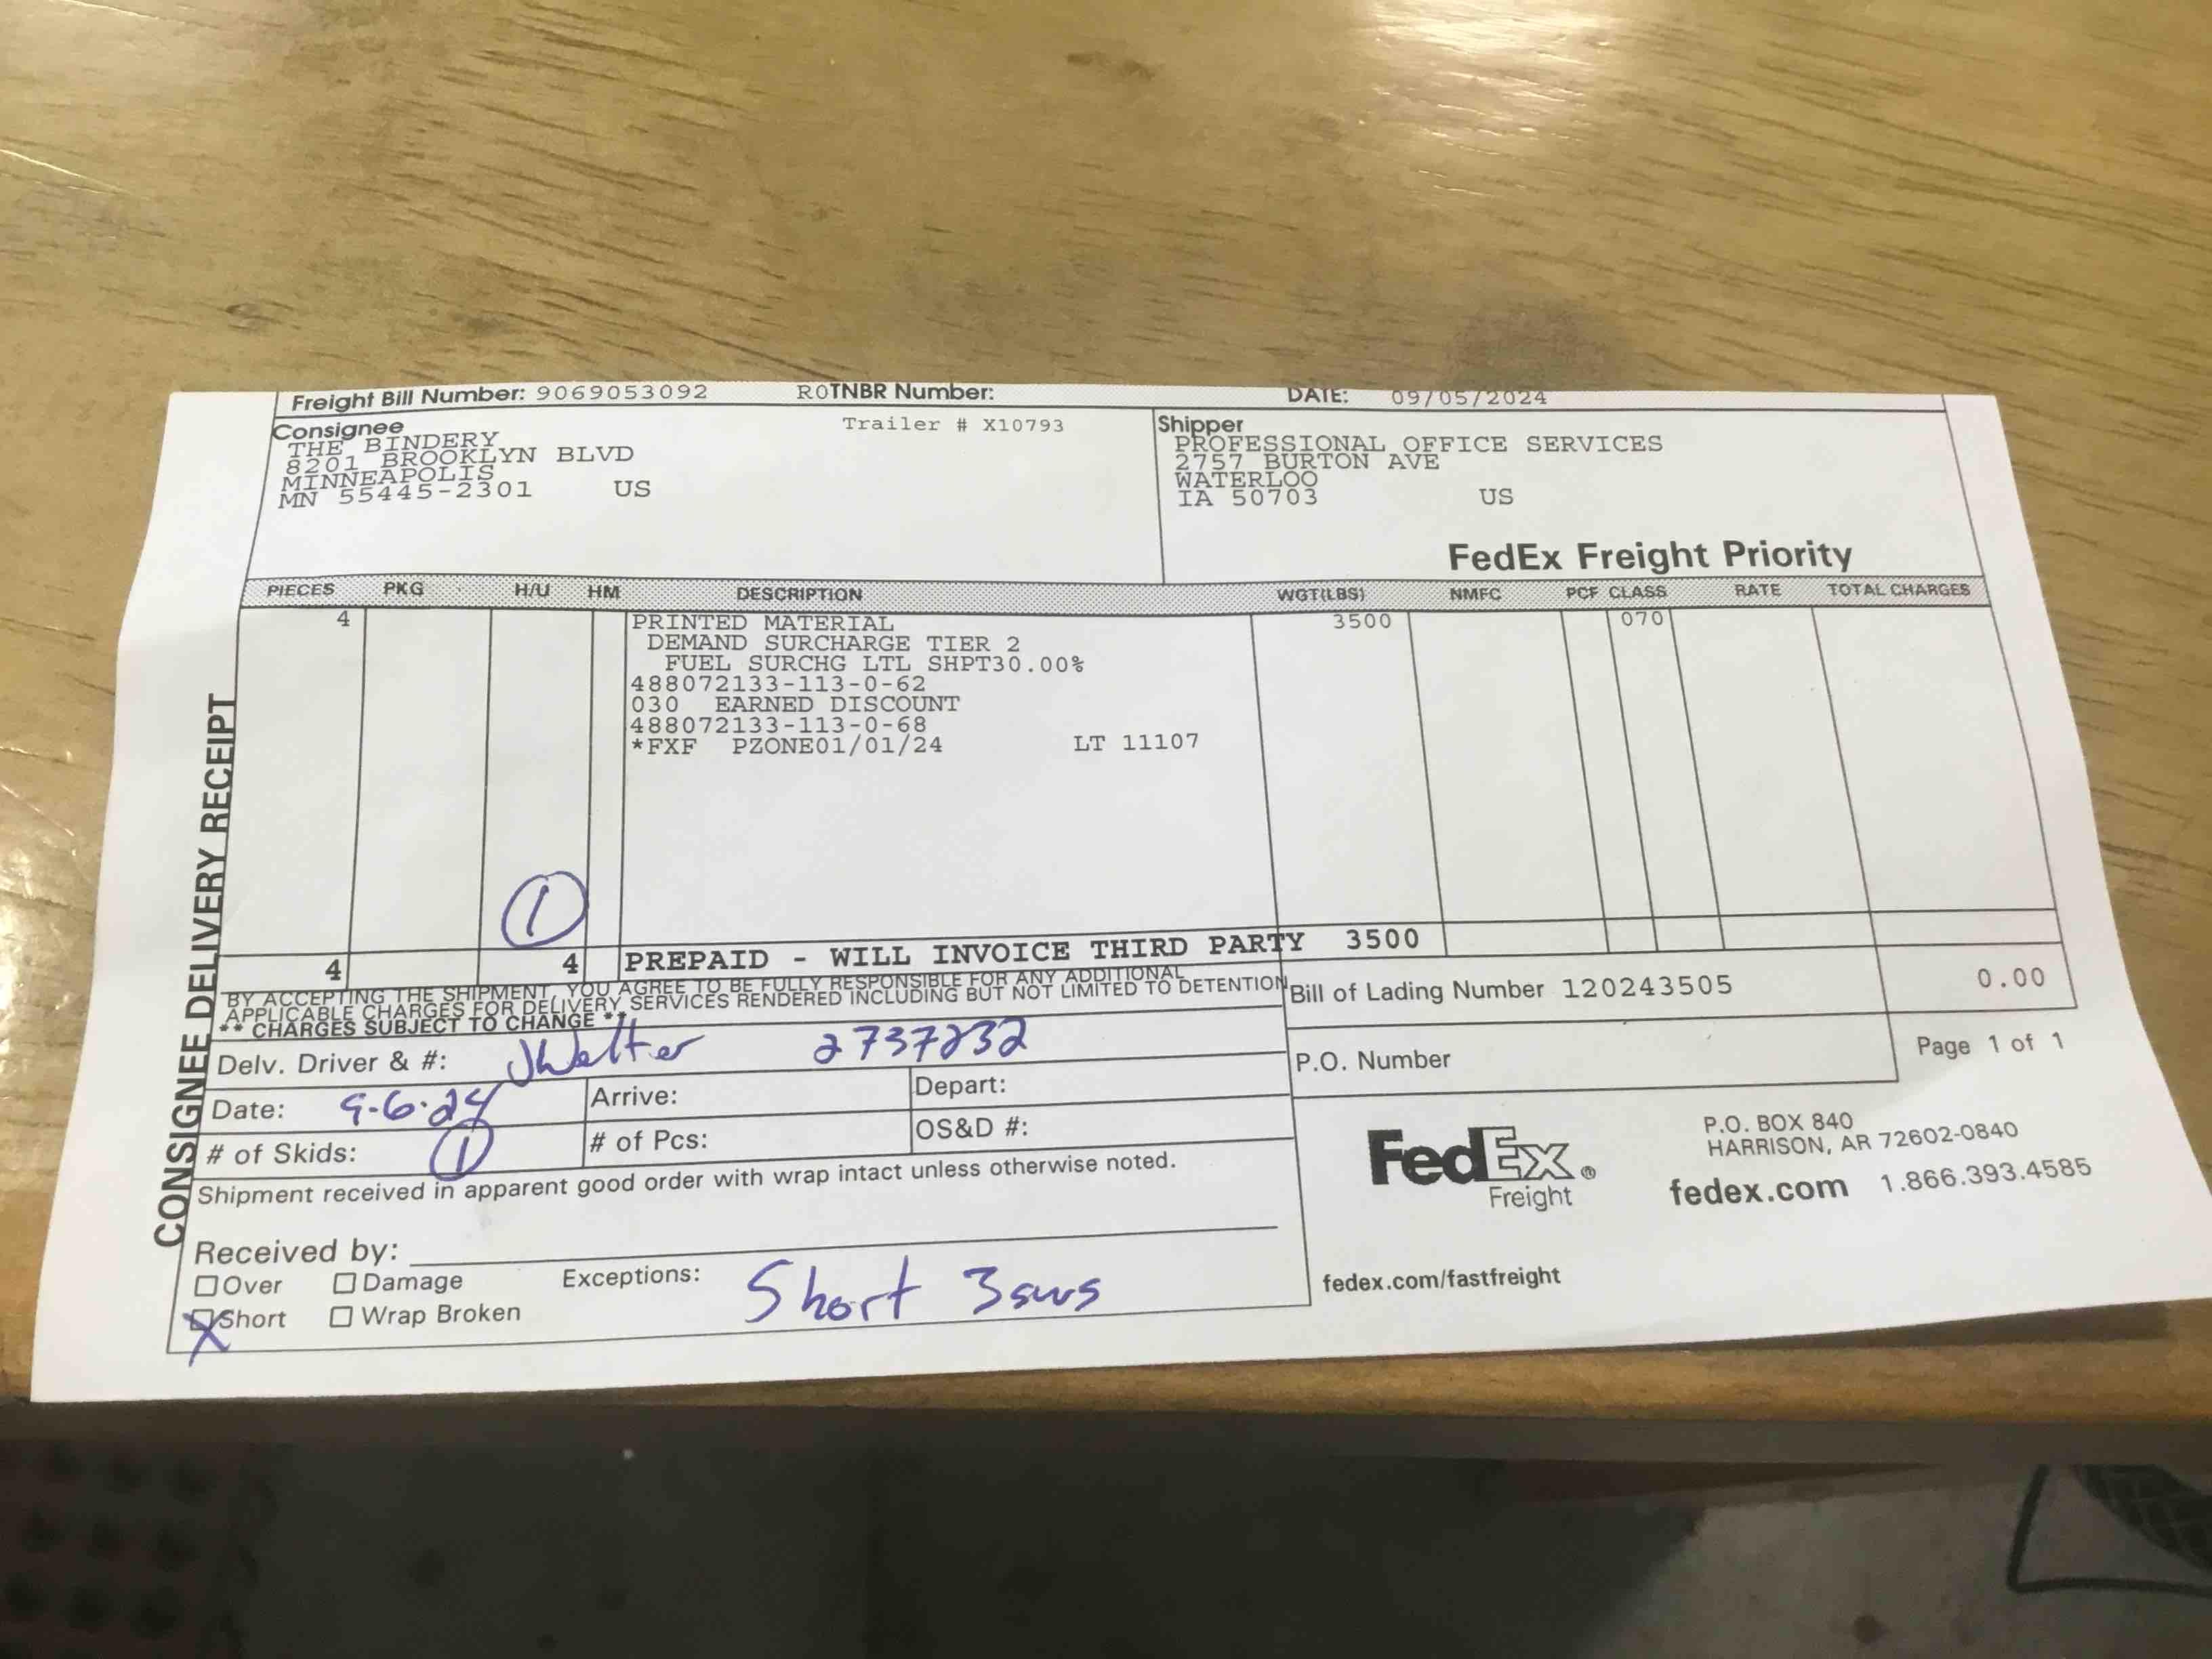 Freight Bill Number: 9069053092 ROTNBR Number: DATE: 09/05/2024
Consignee
THE BINDERY
8201 BROOKLYN BLVD
MINNEAPOLIS
MN 55445-2301 US
Trailer # X10793
Shipper
PROFESSIONAL OFFICE SERVICES
2757 BURTON AVE
WATERLOO
IA 50703 US
FedEx Freight Priority
PIECES PKG H/U HM DESCRIPTION WGT(LBS) NMFC PCF CLASS RATE TOTAL CHARGES
4 PRINTED MATERIAL 3500 070
DEMAND SURCHARGE TIER 2
FUEL SURCHG LTL SHPT30.00%
488072133-113-0-62
030 EARNED DISCOUNT
488072133-113-0-68
*FXF PZONE01/01/24 LT 11107
1
4 4 PREPAID - WILL INVOICE THIRD PARTY 3500
BY ACCEPTING THE SHIPMENT, YOU AGREE TO BE FULLY RESPONSIBLE FOR ANY ADDITIONAL
APPLICABLE CHARGES FOR DELIVERY SERVICES RENDERED INCLUDING BUT NOT LIMITED TO DETENTION
** CHARGES SUBJECT TO CHANGE **
Bill of Lading Number 120243505 0.00
Delv. Driver & #: JWelter 2737232
P.O. Number
Page 1 of 1
Date: 9-6-24 Arrive: Depart:
# of Skids: 1 # of Pcs: OS&D #:
Shipment received in apparent good order with wrap intact unless otherwise noted.
Received by:
Over Damage Exceptions: Short 3
X Short Wrap Broken
FedEx®
Freight
P.O. BOX 840
HARRISON, AR 72602-0840
fedex.com 1.866.393.4585
fedex.com/fastfreight
CONSIGNEE DELIVERY RECEIPT